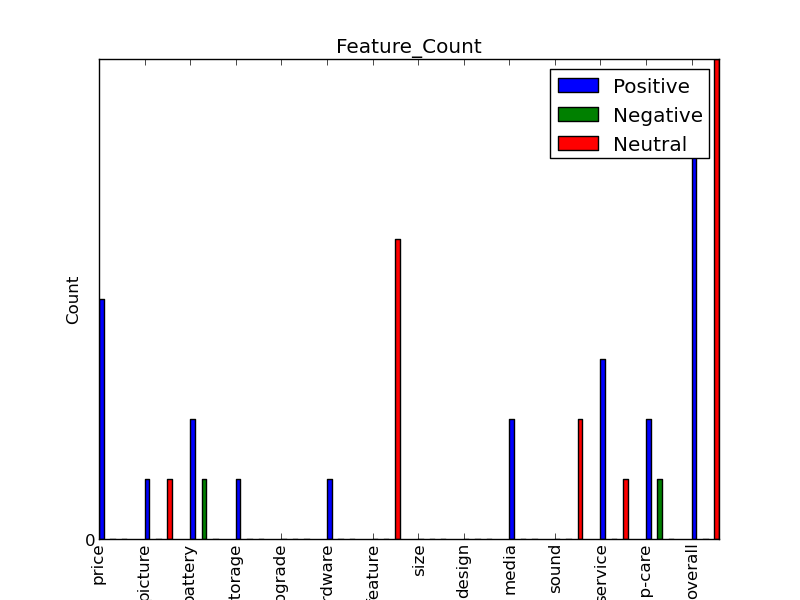 Feature_Count
Positive
Negative
Neutral
Count
0
price
picture
battery
torage
pgrade
rdware
feature
size
design
media
sound
service
p-care
overall